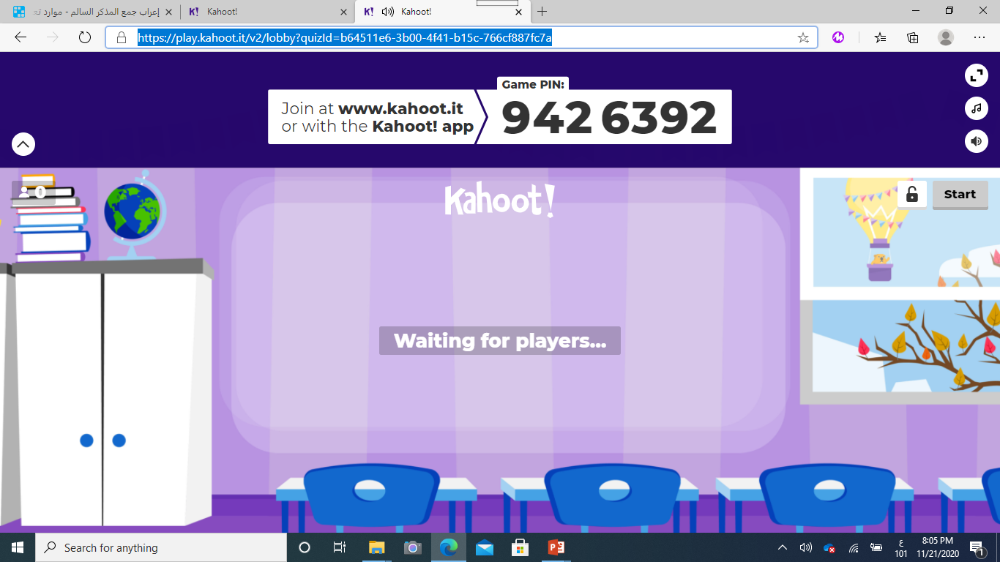 إعراب جمع المذكر السالم - موارد تع
Kahoot!
Kahoot!
https://play.kahoot.it/v2/lobby?quizId=b64511e6-3b00-4f41-b15c-766cf887fc7a
Game PIN:
Join at www.kahoot.it
or with the Kahoot! app
942 6392
0
Kahoot!
Start
Waiting for players...
Search for anything
ع
101
8:05 PM
11/21/2020
1